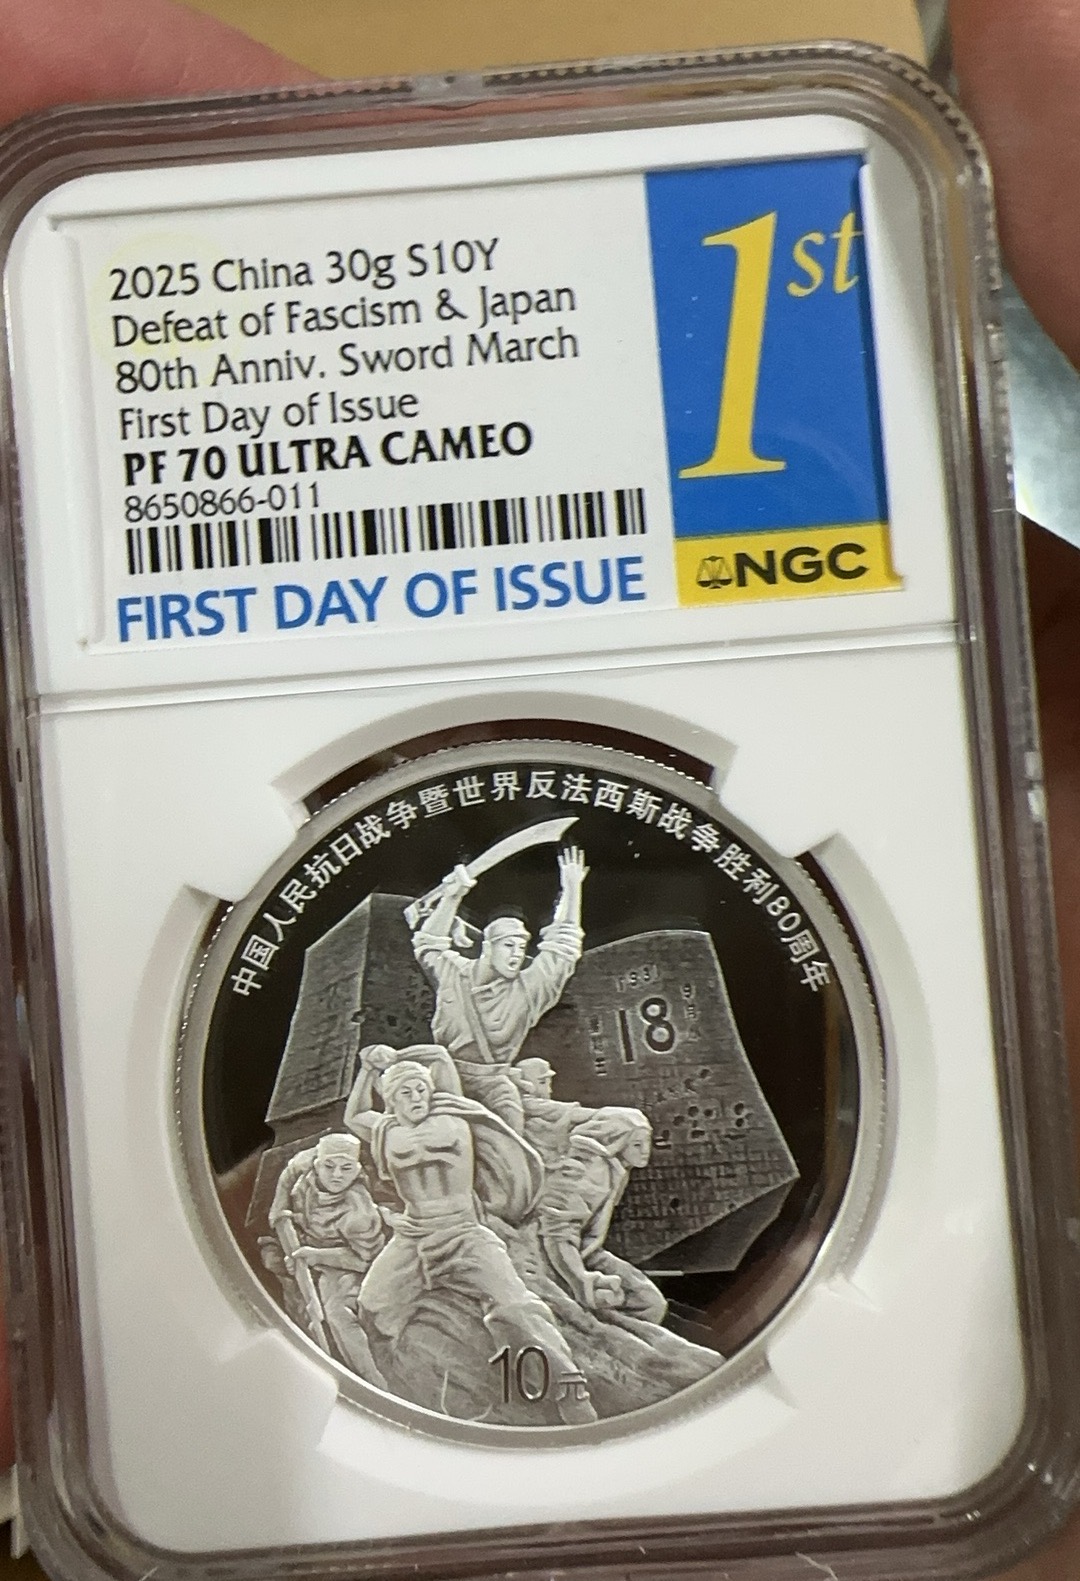 2025 China 30g S10Y
Defeat of Fascism & Japan
80th Anniv. Sword March
First Day of Issue
PF 70 ULTRA CAMEO
8650866-011
FIRST DAY OF ISSUE
1st
NGC
中国人民抗日战争暨世界反法西斯战争胜利80周年
1931
18
10元